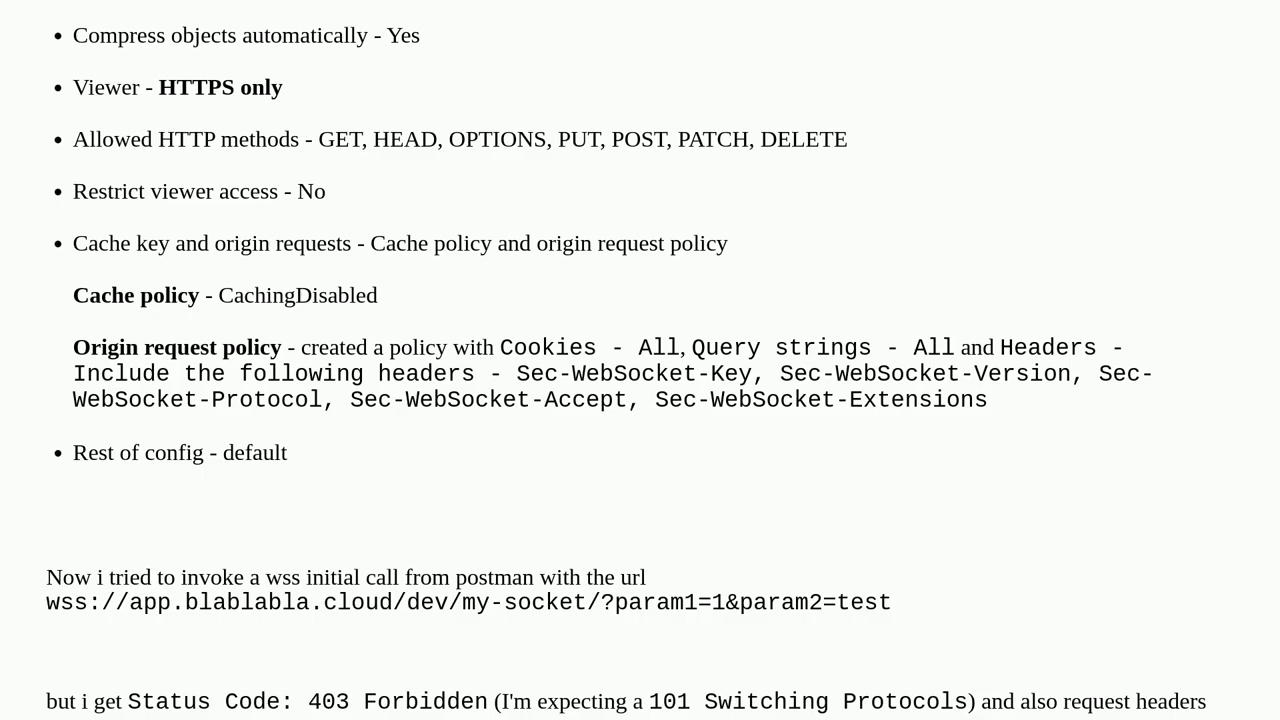 • Compress objects automatically - Yes
• Viewer - HTTPS only
• Allowed HTTP methods - GET, HEAD, OPTIONS, PUT, POST, PATCH, DELETE
• Restrict viewer access - No
• Cache key and origin requests - Cache policy and origin request policy
Cache policy - CachingDisabled
Origin request policy - created a policy with Cookies - All, Query strings - All and Headers -
Include the following headers - Sec-WebSocket-Key, Sec-WebSocket-Version, Sec-
WebSocket-Protocol, Sec-WebSocket-Accept, Sec-WebSocket-Extensions
• Rest of config - default
Now i tried to invoke a wss initial call from postman with the url
wss://app.blablabla.cloud/dev/my-socket/?param1=1&param2=test
but i get Status Code: 403 Forbidden (I'm expecting a 101 Switching Protocols) and also request headers